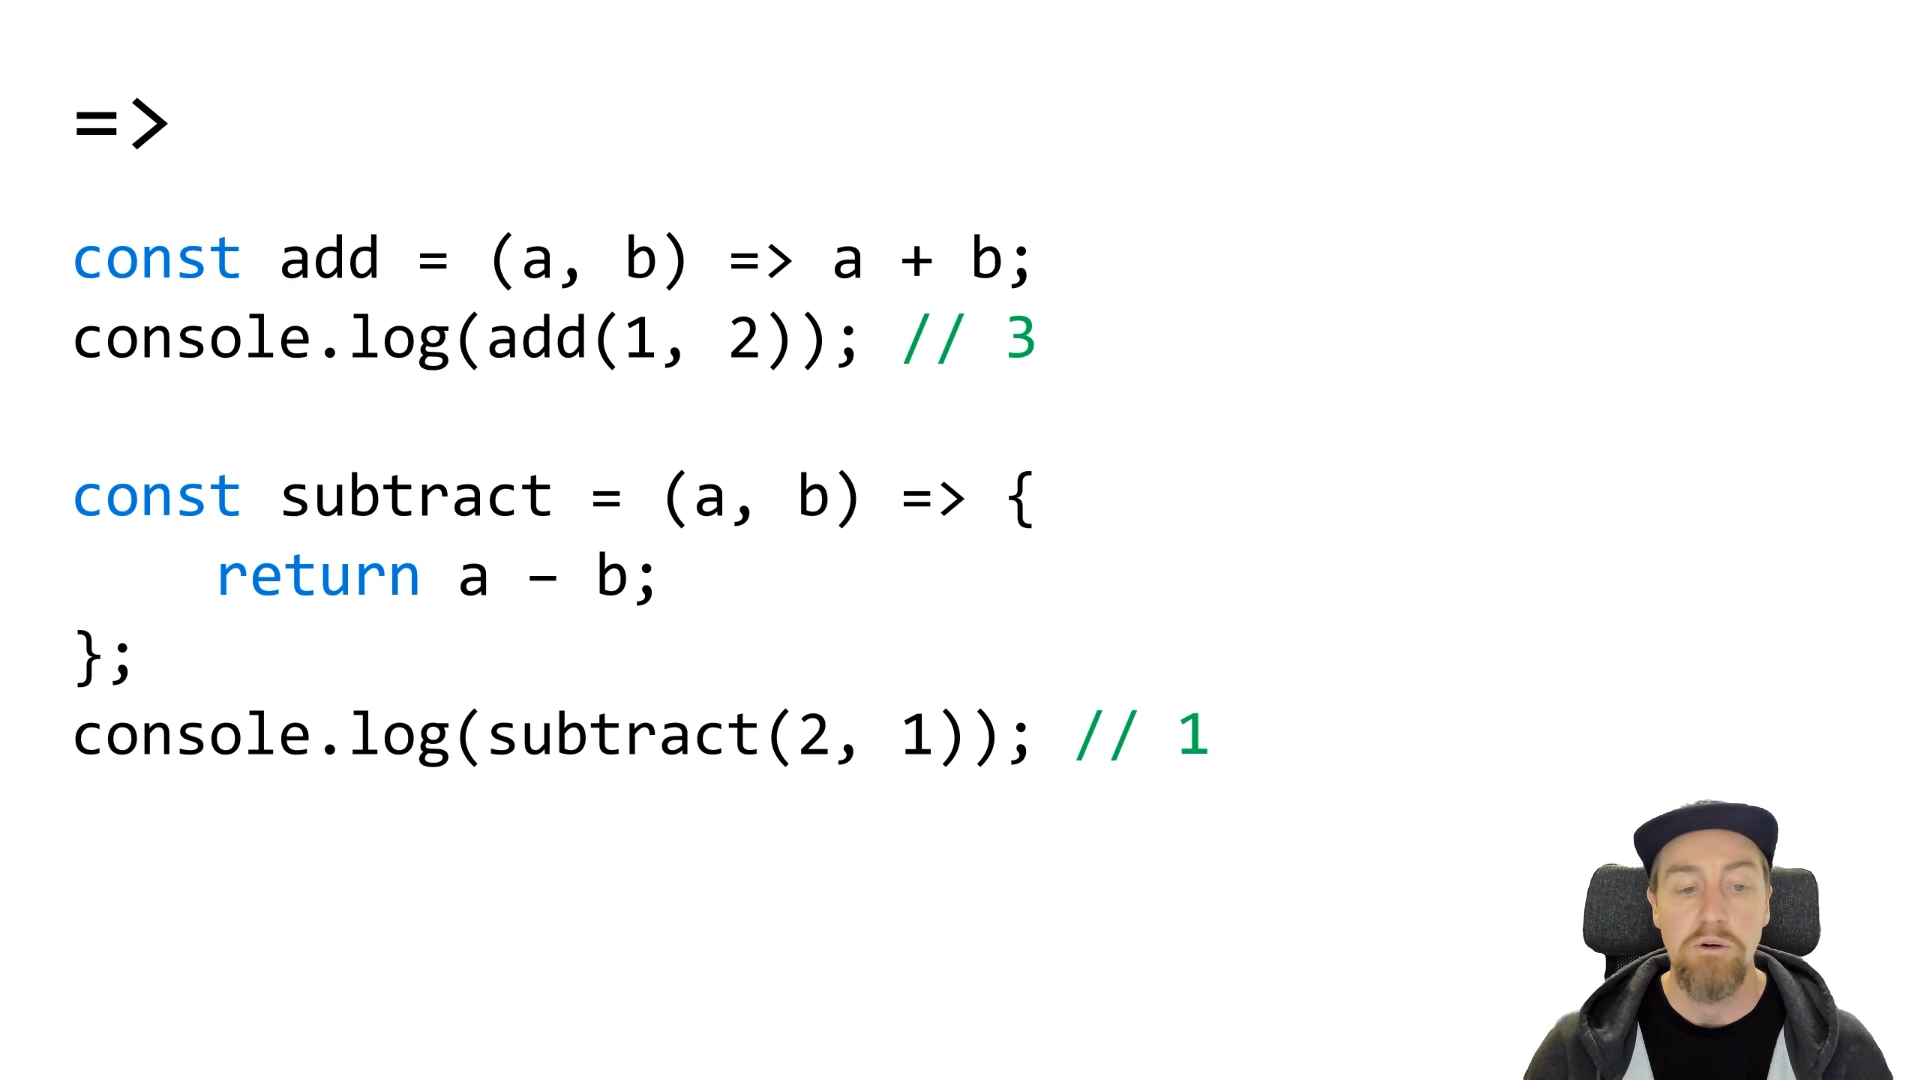 =>
const add = (a, b) => a + b;
console.log(add(1, 2)); // 3
const subtract = (a, b) => {
return a – b;
};
console.log(subtract(2, 1)); // 1